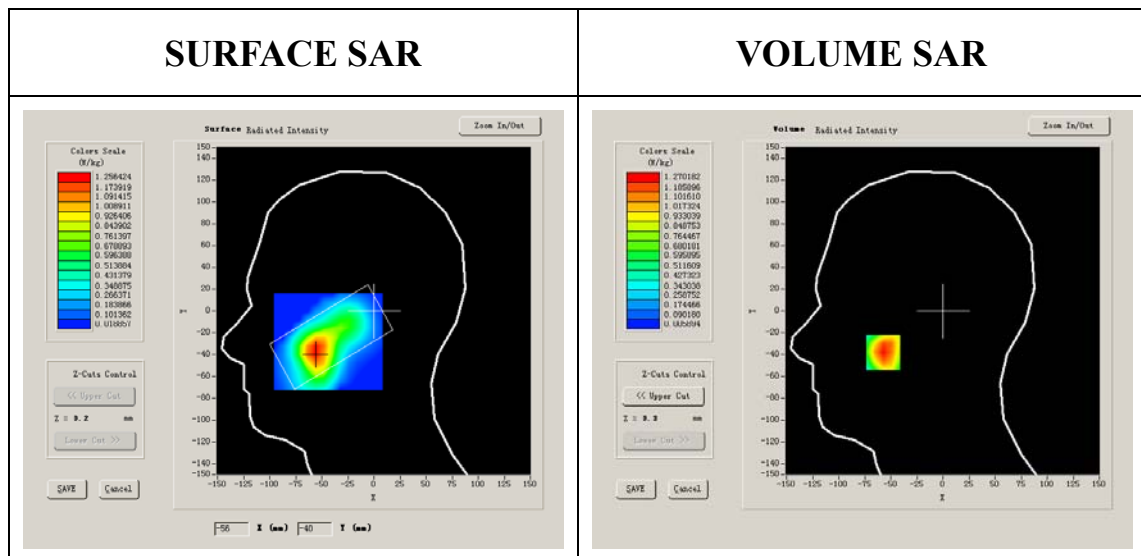 SURFACE SAR
VOLUME SAR
Surface Radiated Intensity
Zoom In/Out
Colors Scale
(W/kg)
1.258424
1.173919
1.091415
1.008911
0.926406
0.843902
0.761397
0.678893
0.596388
0.513884
0.431379
0.348875
0.266371
0.183866
0.101362
0.018857
150
140
120
100
80
60
40
20
0
-20
-40
-60
-80
-100
-120
-140
-150
Y
-150 -125 -100 -75 -50 -25 0 25 50 75 100 125 150
X
Z-Cuts Control
<< Upper Cut
Lower Cut >>
SAVE
Cancel
-56 X (mm) -40 Y (mm)
Volume Radiated Intensity
Zoom In/Out
Colors Scale
(W/kg)
1.270182
1.185896
1.101610
1.017324
0.933039
0.848753
0.764467
0.680181
0.595895
0.511609
0.427323
0.343038
0.258752
0.174466
0.090180
0.005894
150
140
120
100
80
60
40
20
0
-20
-40
-60
-80
-100
-120
-140
-150
Y
-150 -125 -100 -75 -50 -25 0 25 50 75 100 125 150
X
Z-Cuts Control
<< Upper Cut
Lower Cut >>
SAVE
Cancel